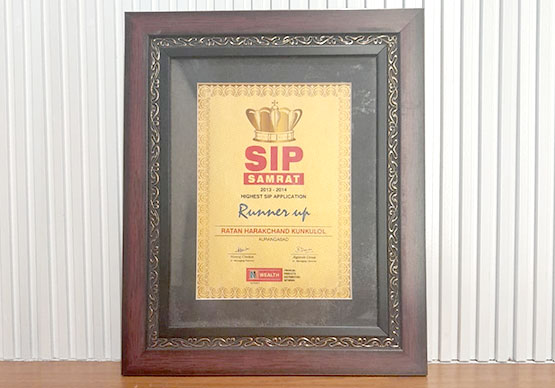 SIP
SAMRAT
2013 - 2014
HIGHEST SIP APPLICATION
Runner up
RATAN HARAKCHAND KUNKULOL
AURANGABAD
WEALTH